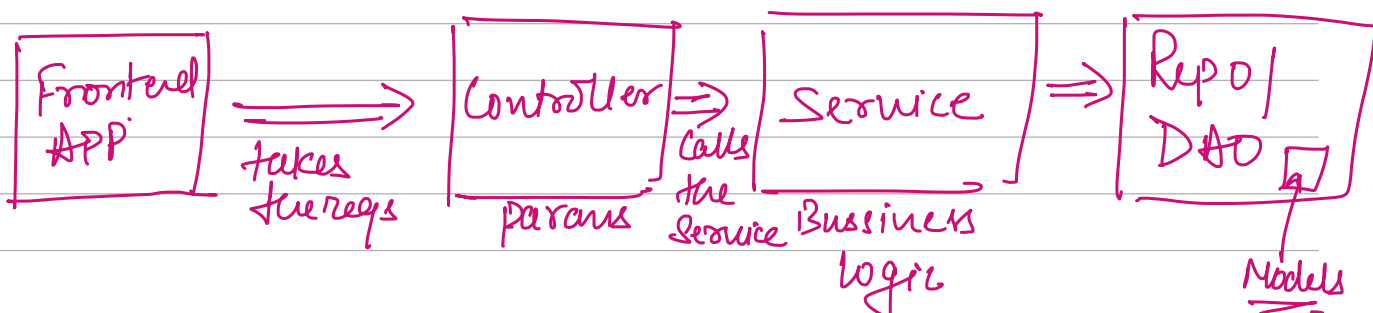 Frontend
APP
takes
the reqs
Controller
params
Calls
the
Service
Service
Bussiness
logic
Repo/
DAO
Models